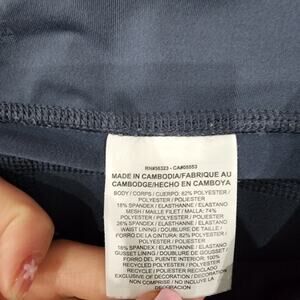 RN#56323 - CA#05553
MADE IN CAMBODIA/FABRIQUE AU
CAMBODGE/HECHO EN CAMBOYA
BODY / CORPS / CUERPO: 82% POLYESTER /
POLYESTER / POLIESTER
18% SPANDEX / ELASTHANNE / ELASTANO
MESH / MAILLE FILET / MALLA: 74%
POLYESTER / POLYESTER / POLIESTER
26% SPANDEX / ELASTHANNE / ELASTANO
WAIST LINING / DOUBLURE DE TAILLE /
FORRO DE LA CINTURA: 82% POLYESTER /
POLYESTER / POLIESTER
18% SPANDEX / ELASTHANNE / ELASTANO
GUSSET LINING / DOUBLURE DE GOUSSET /
FORRO DEL PUENTE INTERIOR: 100%
RECYCLED POLYESTER / POLYESTER
RECYCLE / POLIESTER RECICLADO
EXCLUSIVE OF DECORATION / DECORATION
NON COMPRISE / NO INCLUYE LA
DECORACION